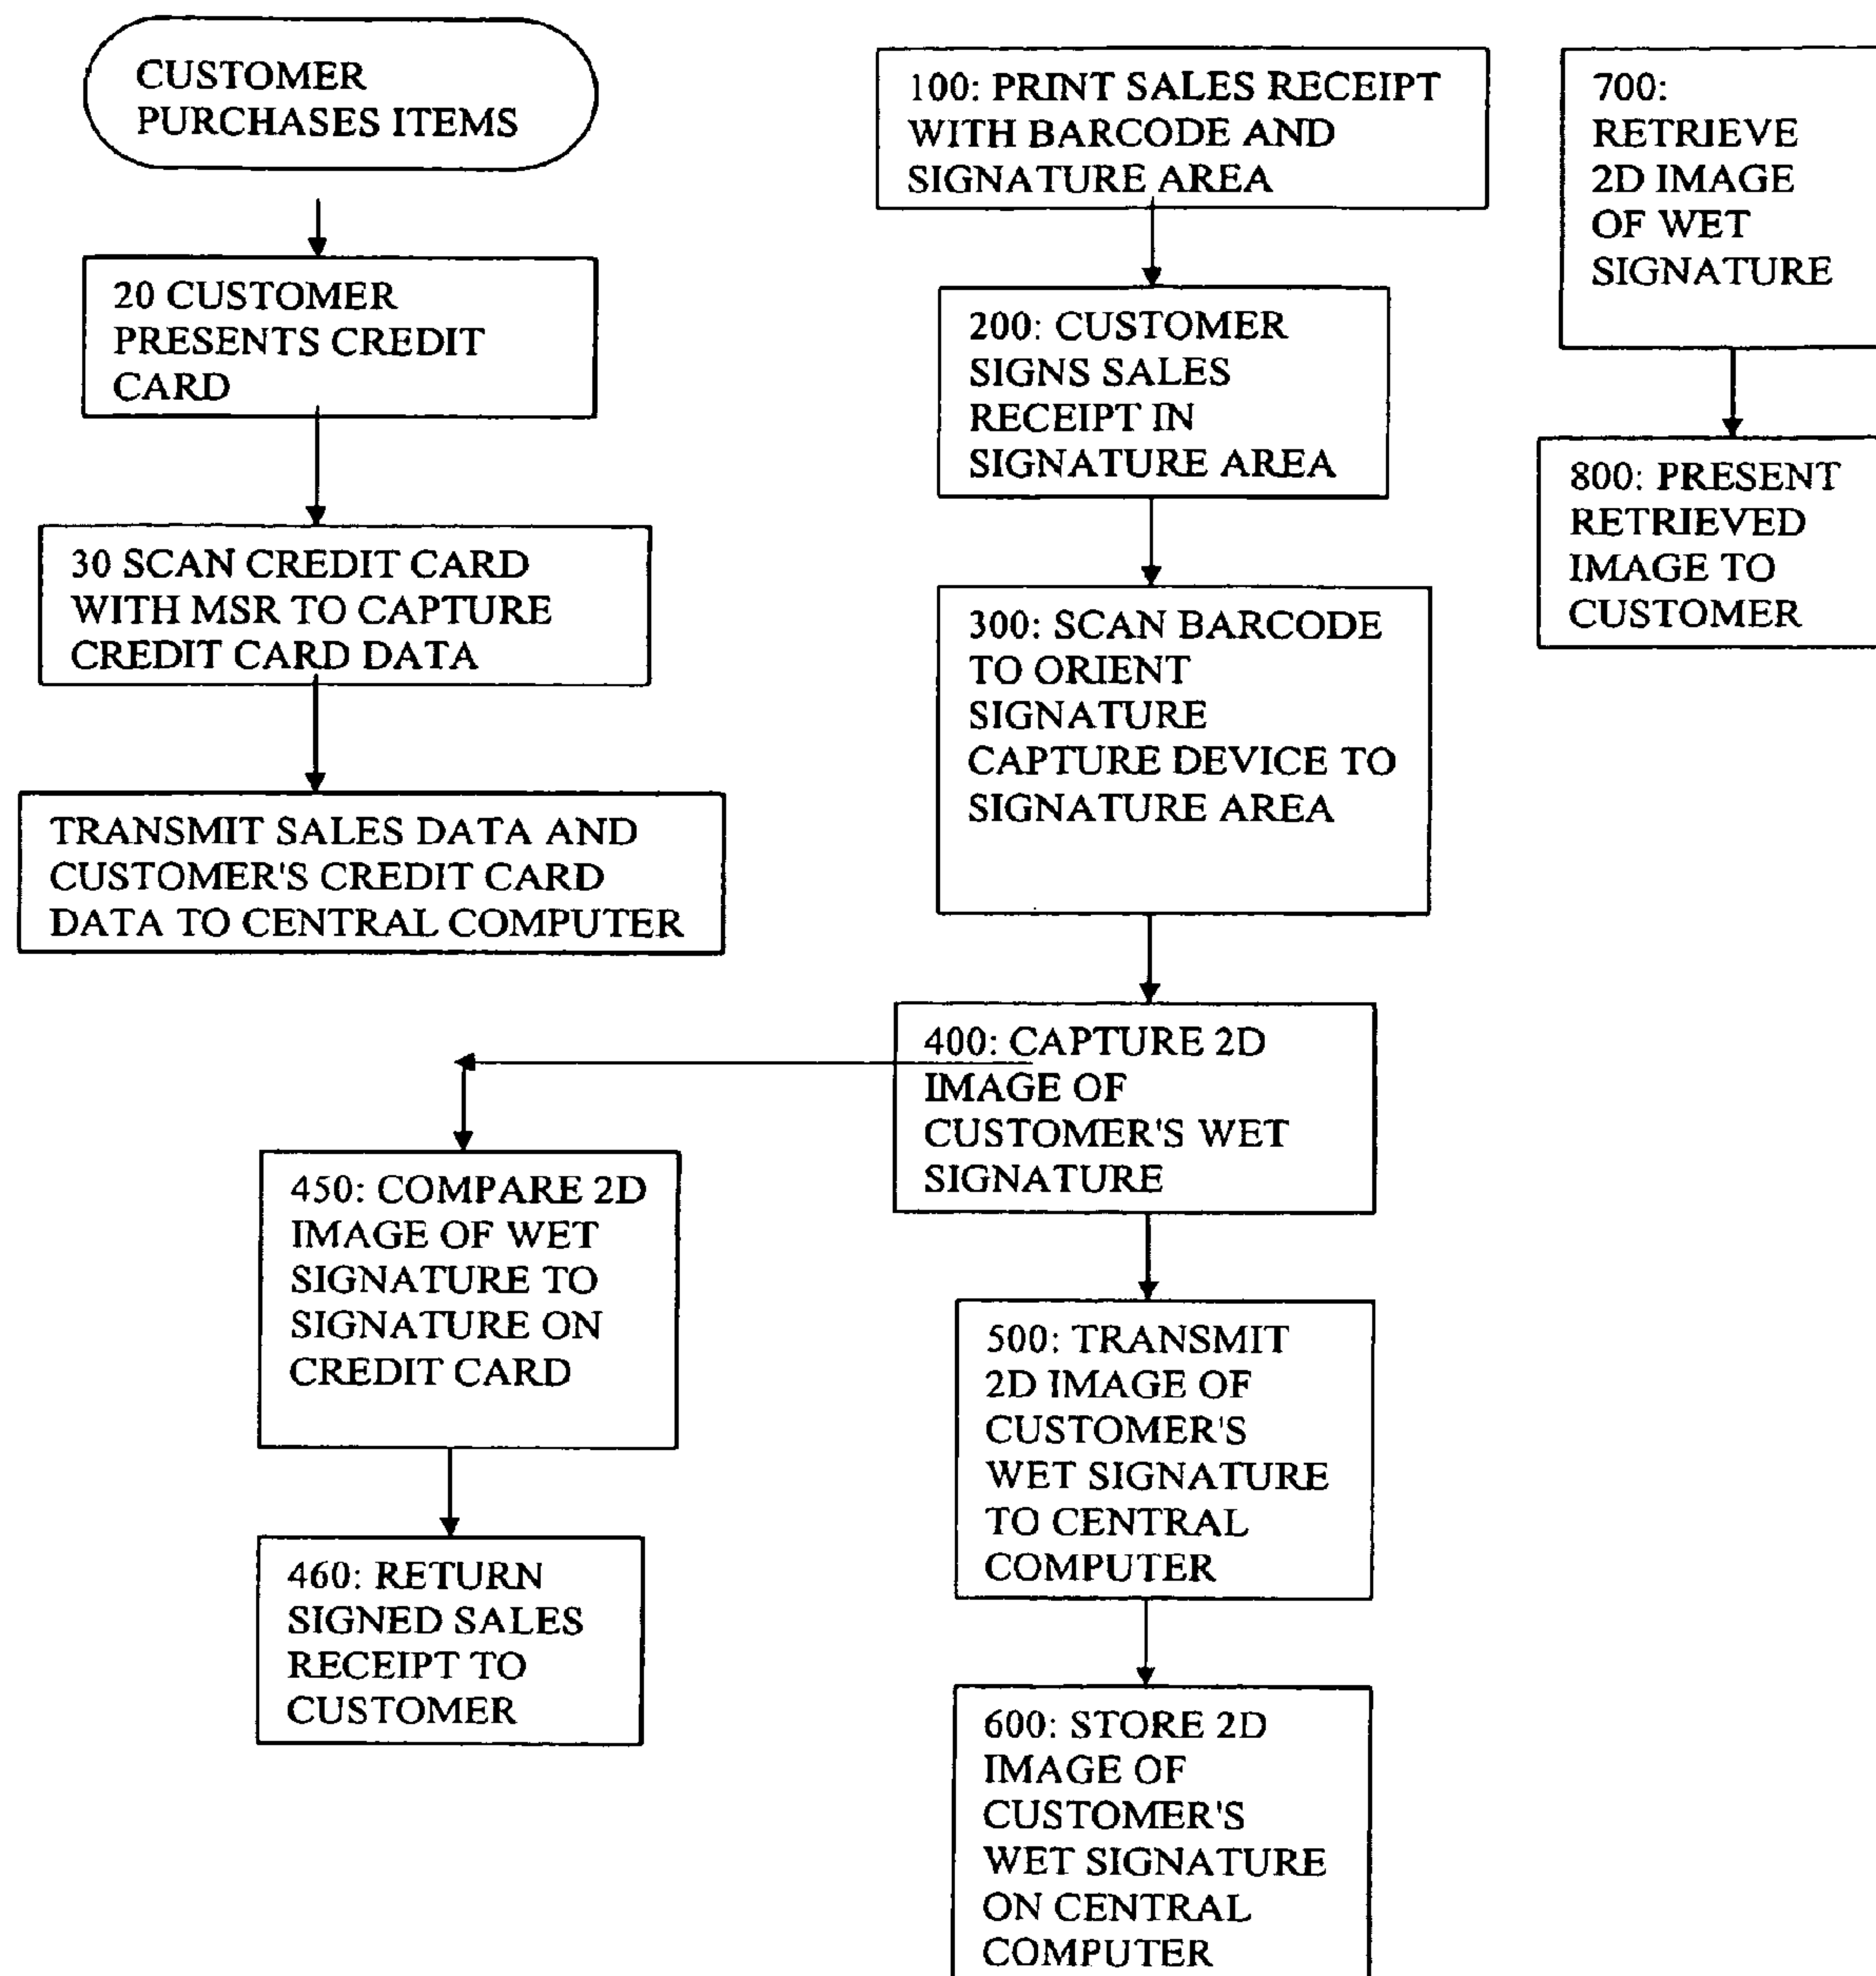 CUSTOMER
PURCHASES ITEMS
20 CUSTOMER
PRESENTS CREDIT
CARD
30 SCAN CREDIT CARD
WITH MSR TO CAPTURE
CREDIT CARD DATA
TRANSMIT SALES DATA AND
CUSTOMER'S CREDIT CARD
DATA TO CENTRAL COMPUTER
100: PRINT SALES RECEIPT
WITH BARCODE AND
SIGNATURE AREA
200: CUSTOMER
SIGNS SALES
RECEIPT IN
SIGNATURE AREA
300: SCAN BARCODE
TO ORIENT
SIGNATURE
CAPTURE DEVICE TO
SIGNATURE AREA
400: CAPTURE 2D
IMAGE OF
CUSTOMER'S WET
SIGNATURE
450: COMPARE 2D
IMAGE OF WET
SIGNATURE TO
SIGNATURE ON
CREDIT CARD
460: RETURN
SIGNED SALES
RECEIPT TO
CUSTOMER
500: TRANSMIT
2D IMAGE OF
CUSTOMER'S
WET SIGNATURE
TO CENTRAL
COMPUTER
600: STORE 2D
IMAGE OF
CUSTOMER'S
WET SIGNATURE
ON CENTRAL
COMPUTER
700:
RETRIEVE
2D IMAGE
OF WET
SIGNATURE
800: PRESENT
RETRIEVED
IMAGE TO
CUSTOMER